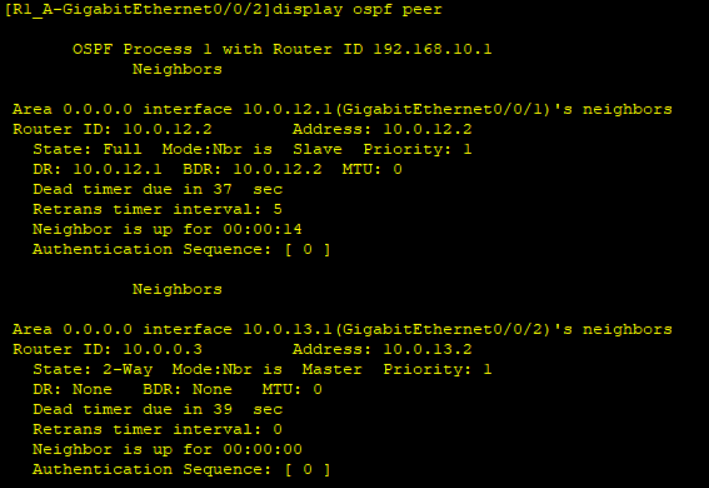 [R1_A-GigabitEthernet0/0/2]display ospf peer
OSPF Process 1 with Router ID 192.168.10.1
Neighbors
Area 0.0.0.0 interface 10.0.12.1(GigabitEthernet0/0/1)'s neighbors
Router ID: 10.0.12.2 Address: 10.0.12.2
State: Full Mode:Nbr is Slave Priority: 1
DR: 10.0.12.1 BDR: 10.0.12.2 MTU: 0
Dead timer due in 37 sec
Retrans timer interval: 5
Neighbor is up for 00:00:14
Authentication Sequence: [ 0 ]
Neighbors
Area 0.0.0.0 interface 10.0.13.1(GigabitEthernet0/0/2)'s neighbors
Router ID: 10.0.0.3 Address: 10.0.13.2
State: 2-Way Mode:Nbr is Master Priority: 1
DR: None BDR: None MTU: 0
Dead timer due in 39 sec
Retrans timer interval: 0
Neighbor is up for 00:00:00
Authentication Sequence: [ 0 ]